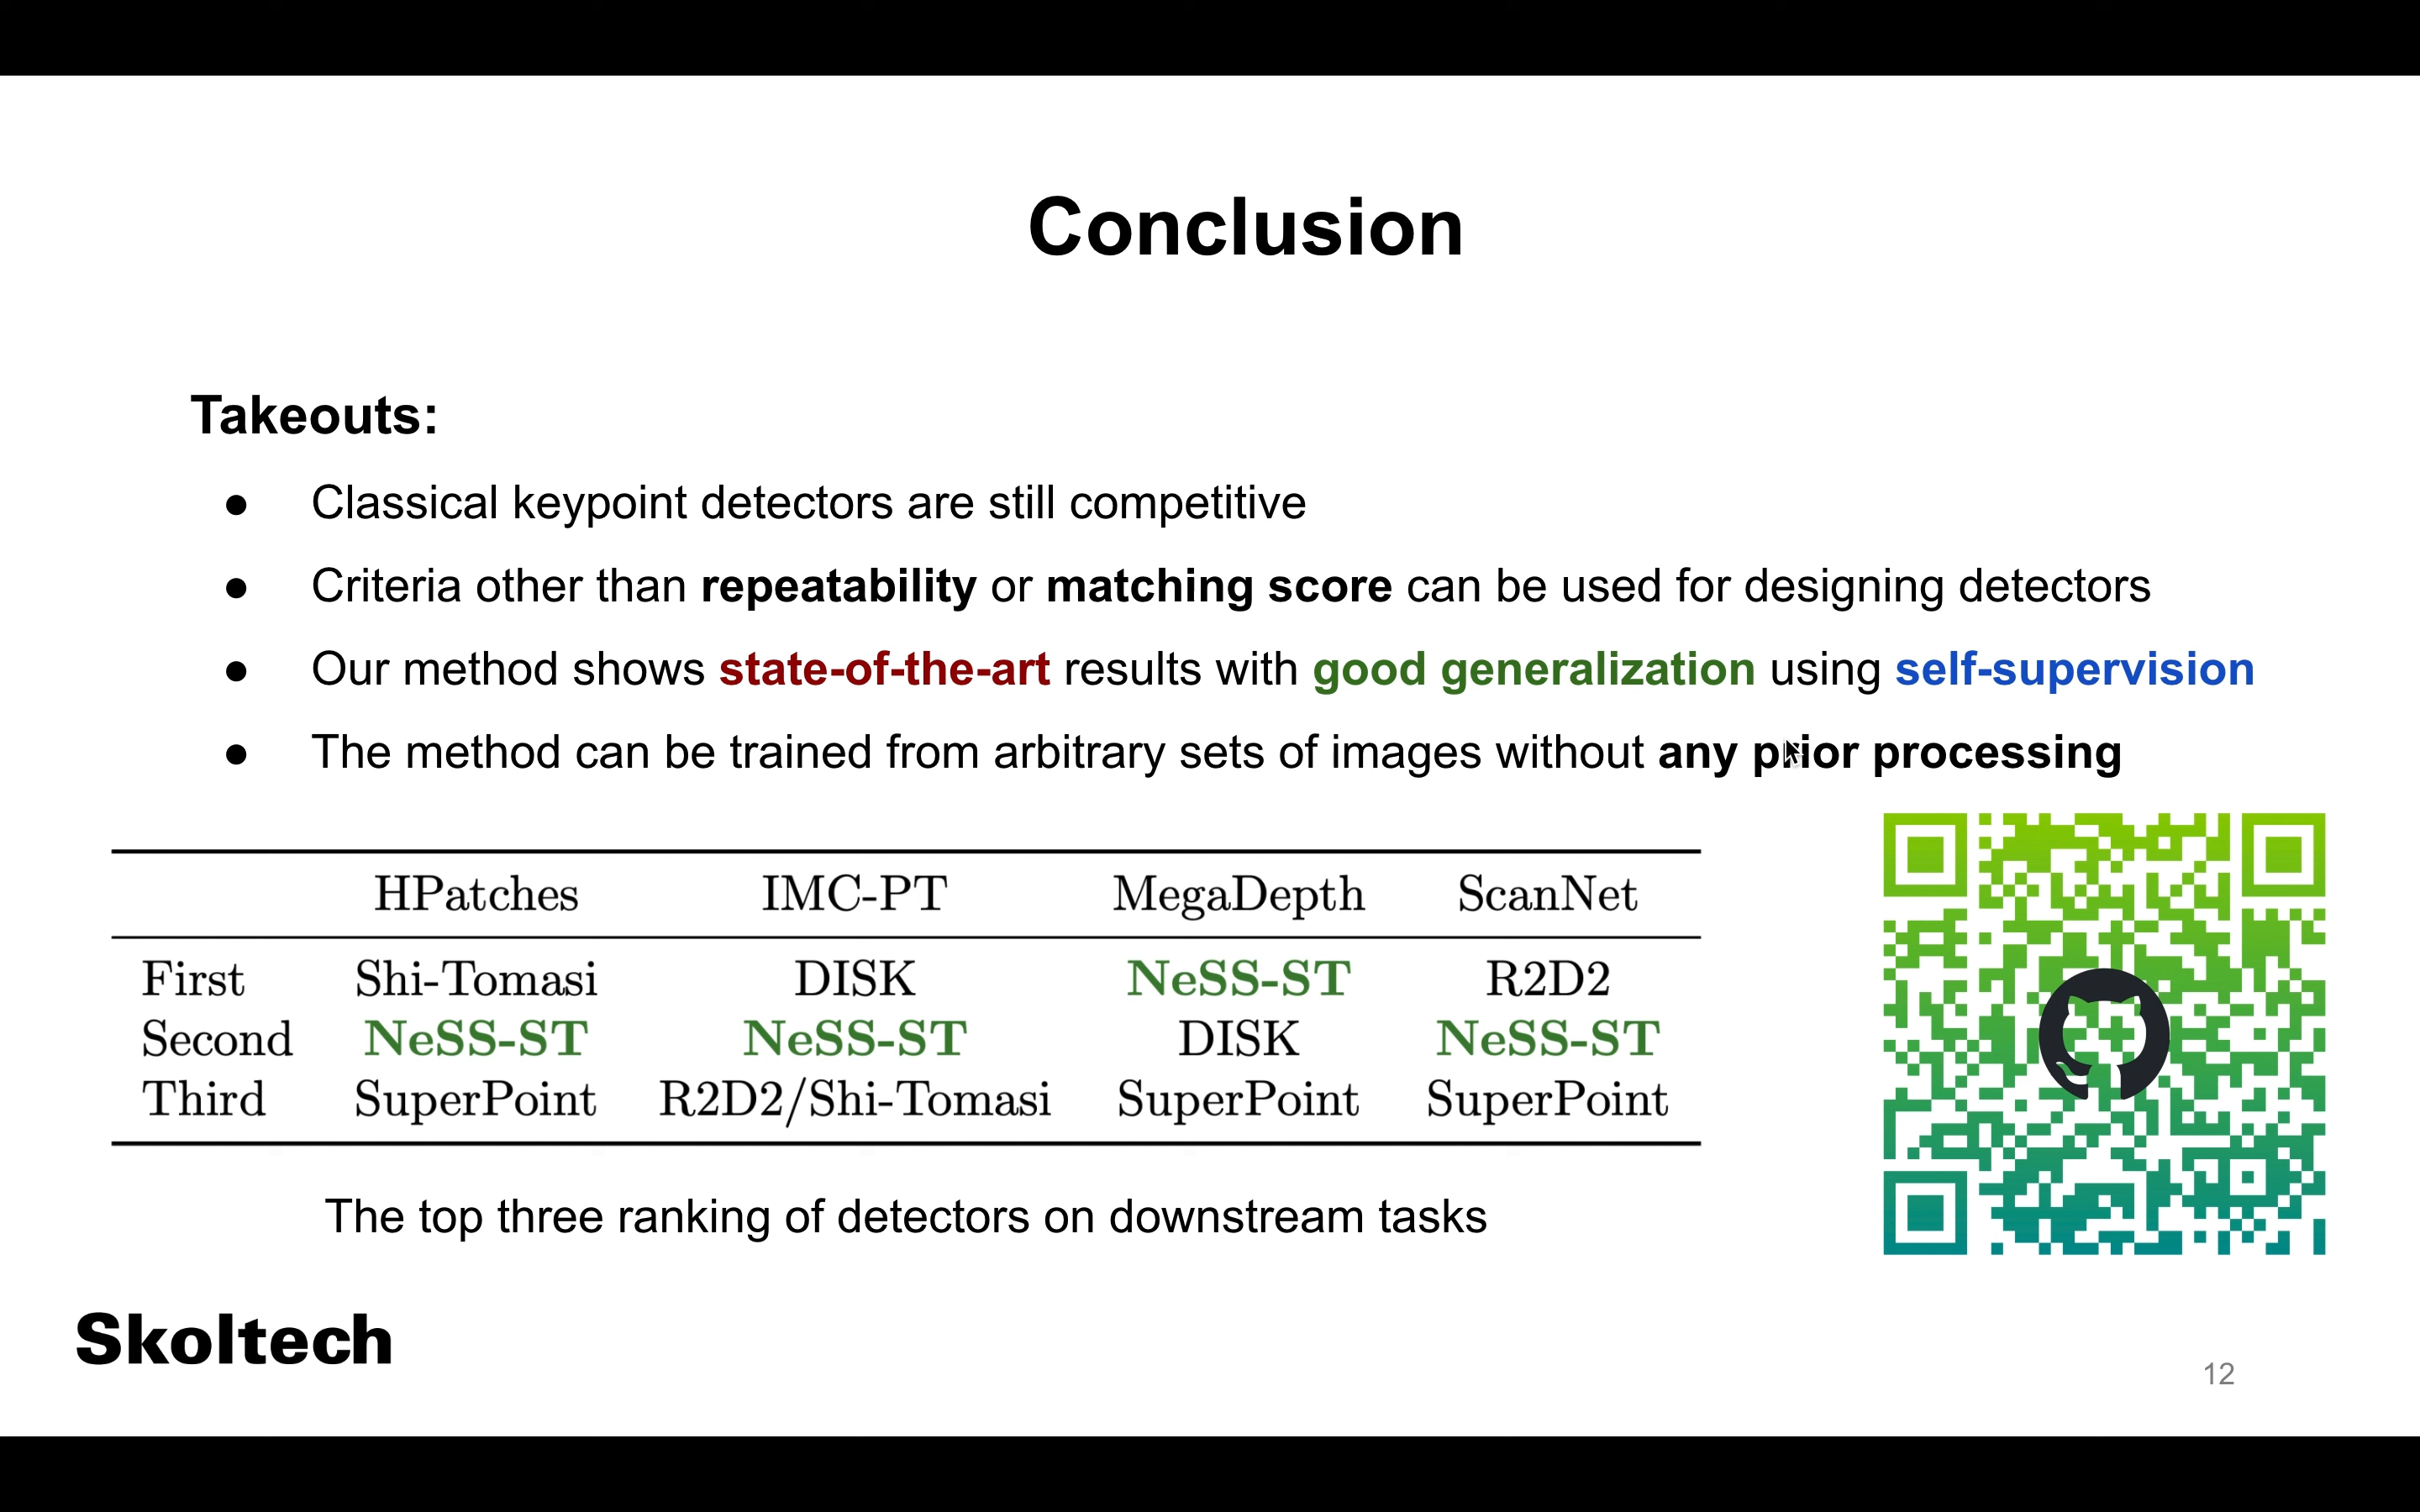 Conclusion
Takeouts:
● Classical keypoint detectors are still competitive
● Criteria other than repeatability or matching score can be used for designing detectors
● Our method shows state-of-the-art results with good generalization using self-supervision
● The method can be trained from arbitrary sets of images without any prior processing
HPatches IMC-PT MegaDepth ScanNet
First Shi-Tomasi DISK NeSS-ST R2D2
Second NeSS-ST NeSS-ST DISK NeSS-ST
Third SuperPoint R2D2/Shi-Tomasi SuperPoint SuperPoint
The top three ranking of detectors on downstream tasks
Skoltech
12